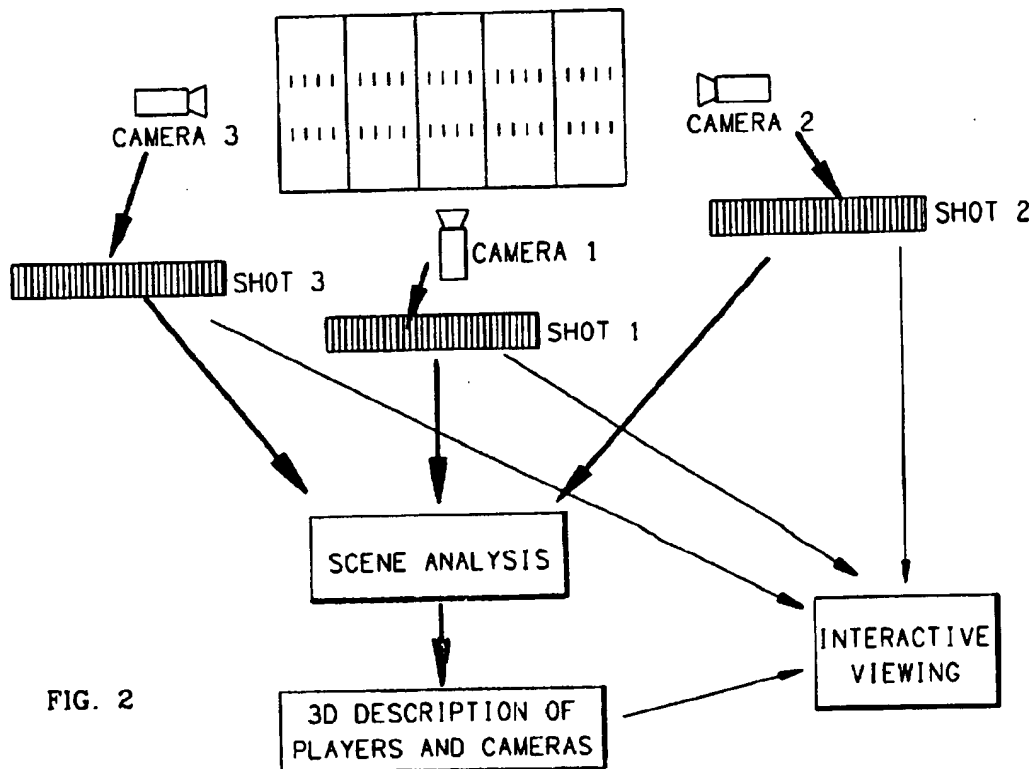 CAMERA 3
CAMERA 2
SHOT 2
CAMERA 1
SHOT 3
SHOT 1
SCENE ANALYSIS
INTERACTIVE
VIEWING
FIG. 2
3D DESCRIPTION OF
PLAYERS AND CAMERAS